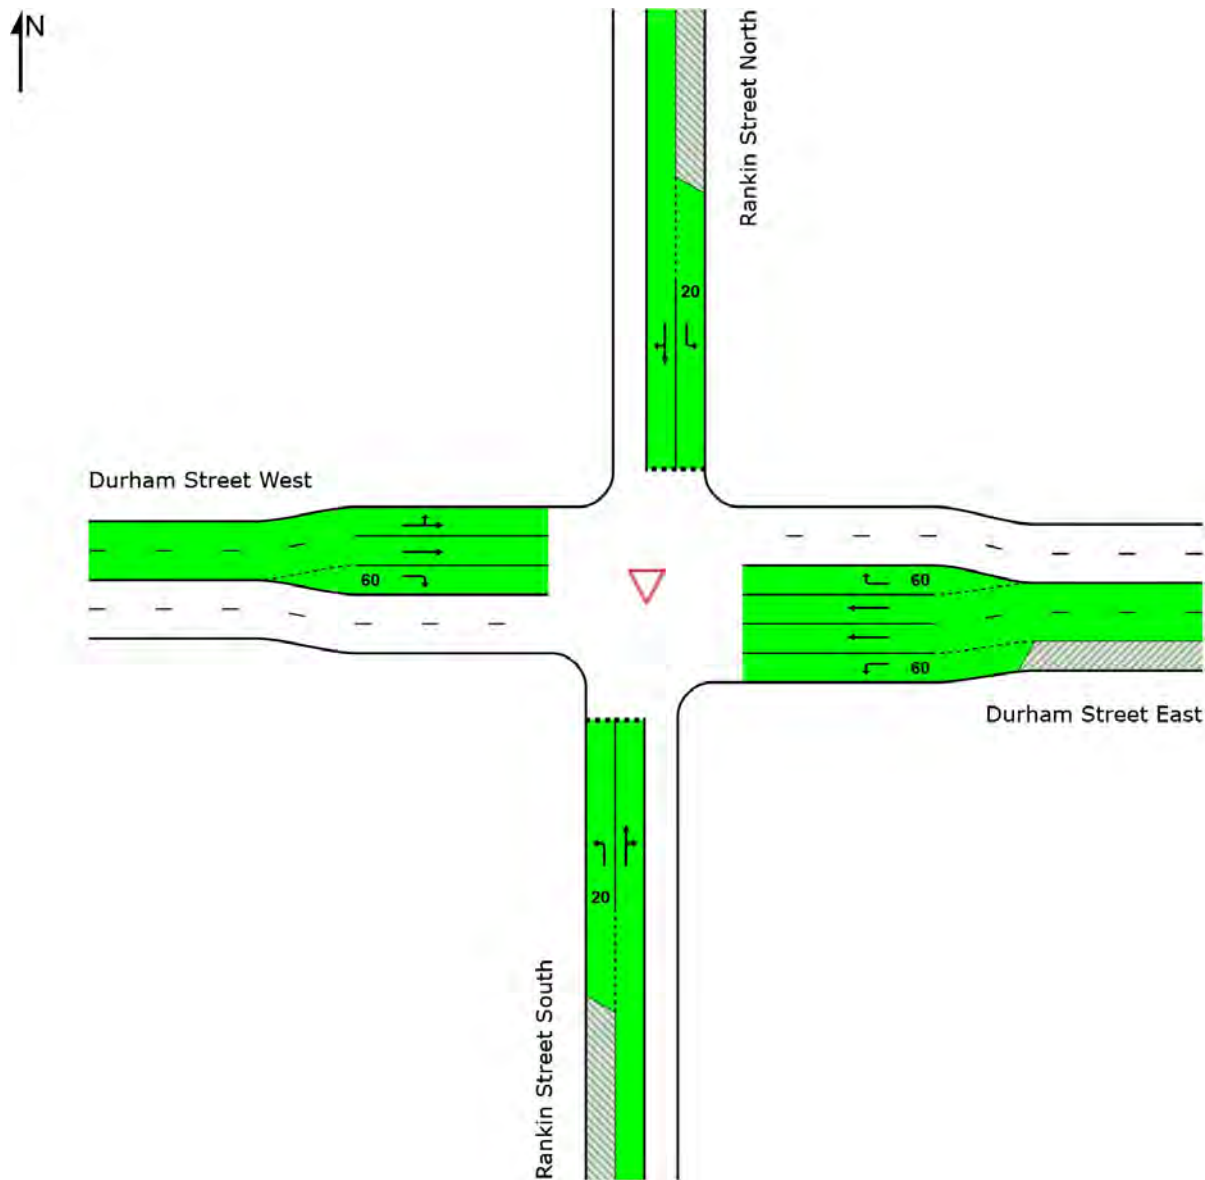 N
Rankin Street North
20
Durham Street West
60
60
60
Durham Street East
20
Rankin Street South